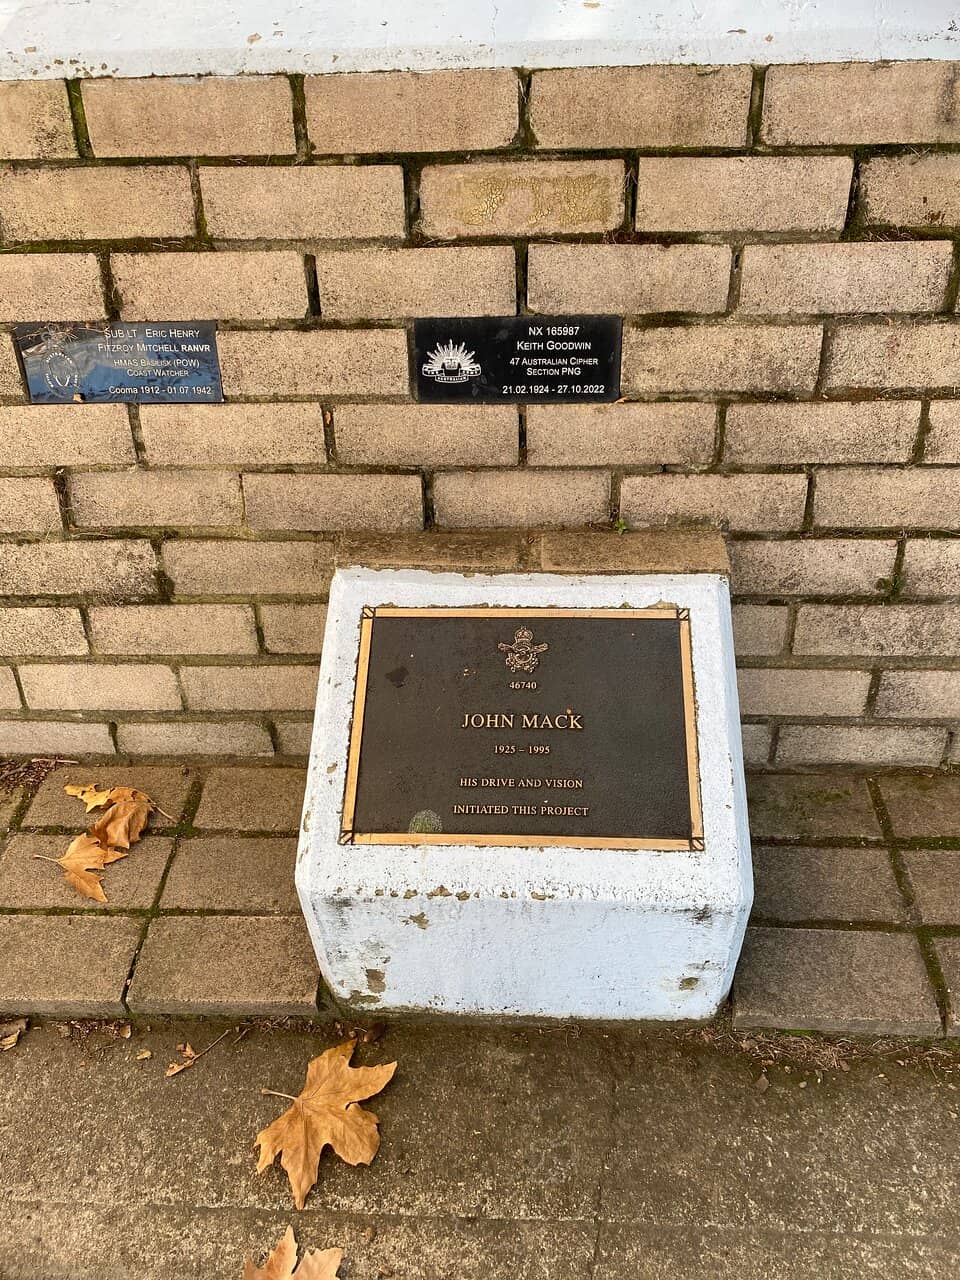 SUB LT ERIC HENRY
FITZROY MITCHELL RANVR
HMAS BASILISK (POW)
COAST WATCHER
Cooma 1912 - 01.07.1942
NX 165987
KEITH GOODWIN
47 AUSTRALIAN CIPHER
SECTION PNG
21.02.1924 - 27.10.2022
AUSTRALIAN
46740
JOHN MACK
1925 – 1995
HIS DRIVE AND VISION
INITIATED THIS PROJECT